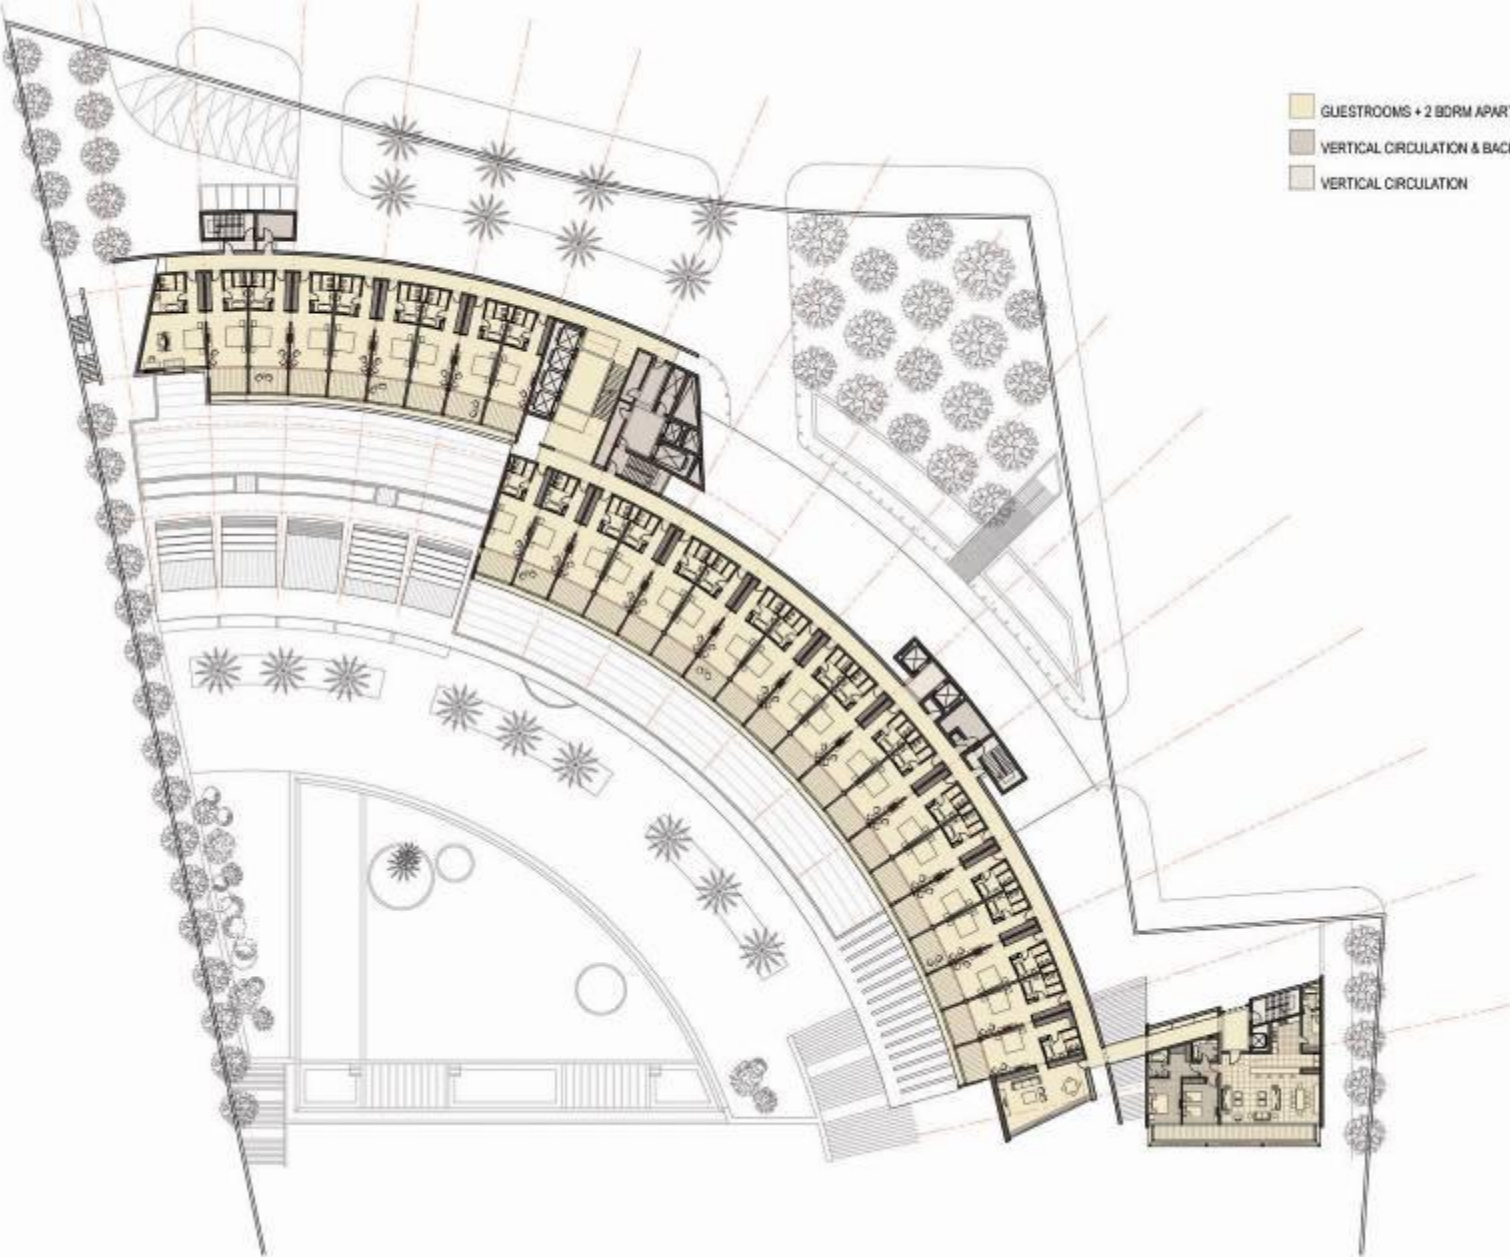 GUESTROOMS + 2 BDRM APAR
VERTICAL CIRCULATION & BAC
VERTICAL CIRCULATION